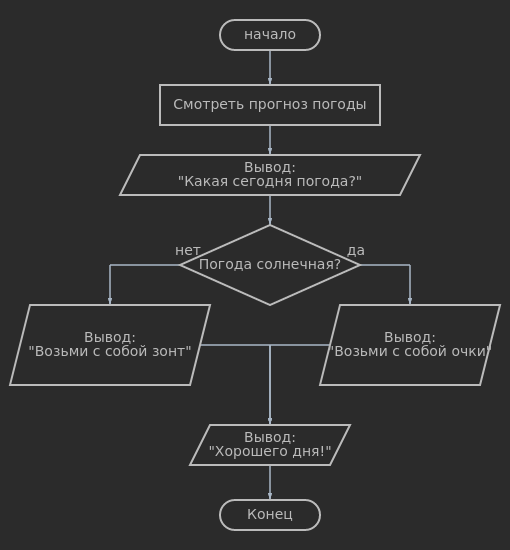 начало
Смотреть прогноз погоды
Вывод:
"Какая сегодня погода?"
нет
да
Погода солнечная?
Вывод:
"Возьми с собой зонт"
Вывод:
"Возьми с собой очки"
Вывод:
"Хорошего дня!"
Конец